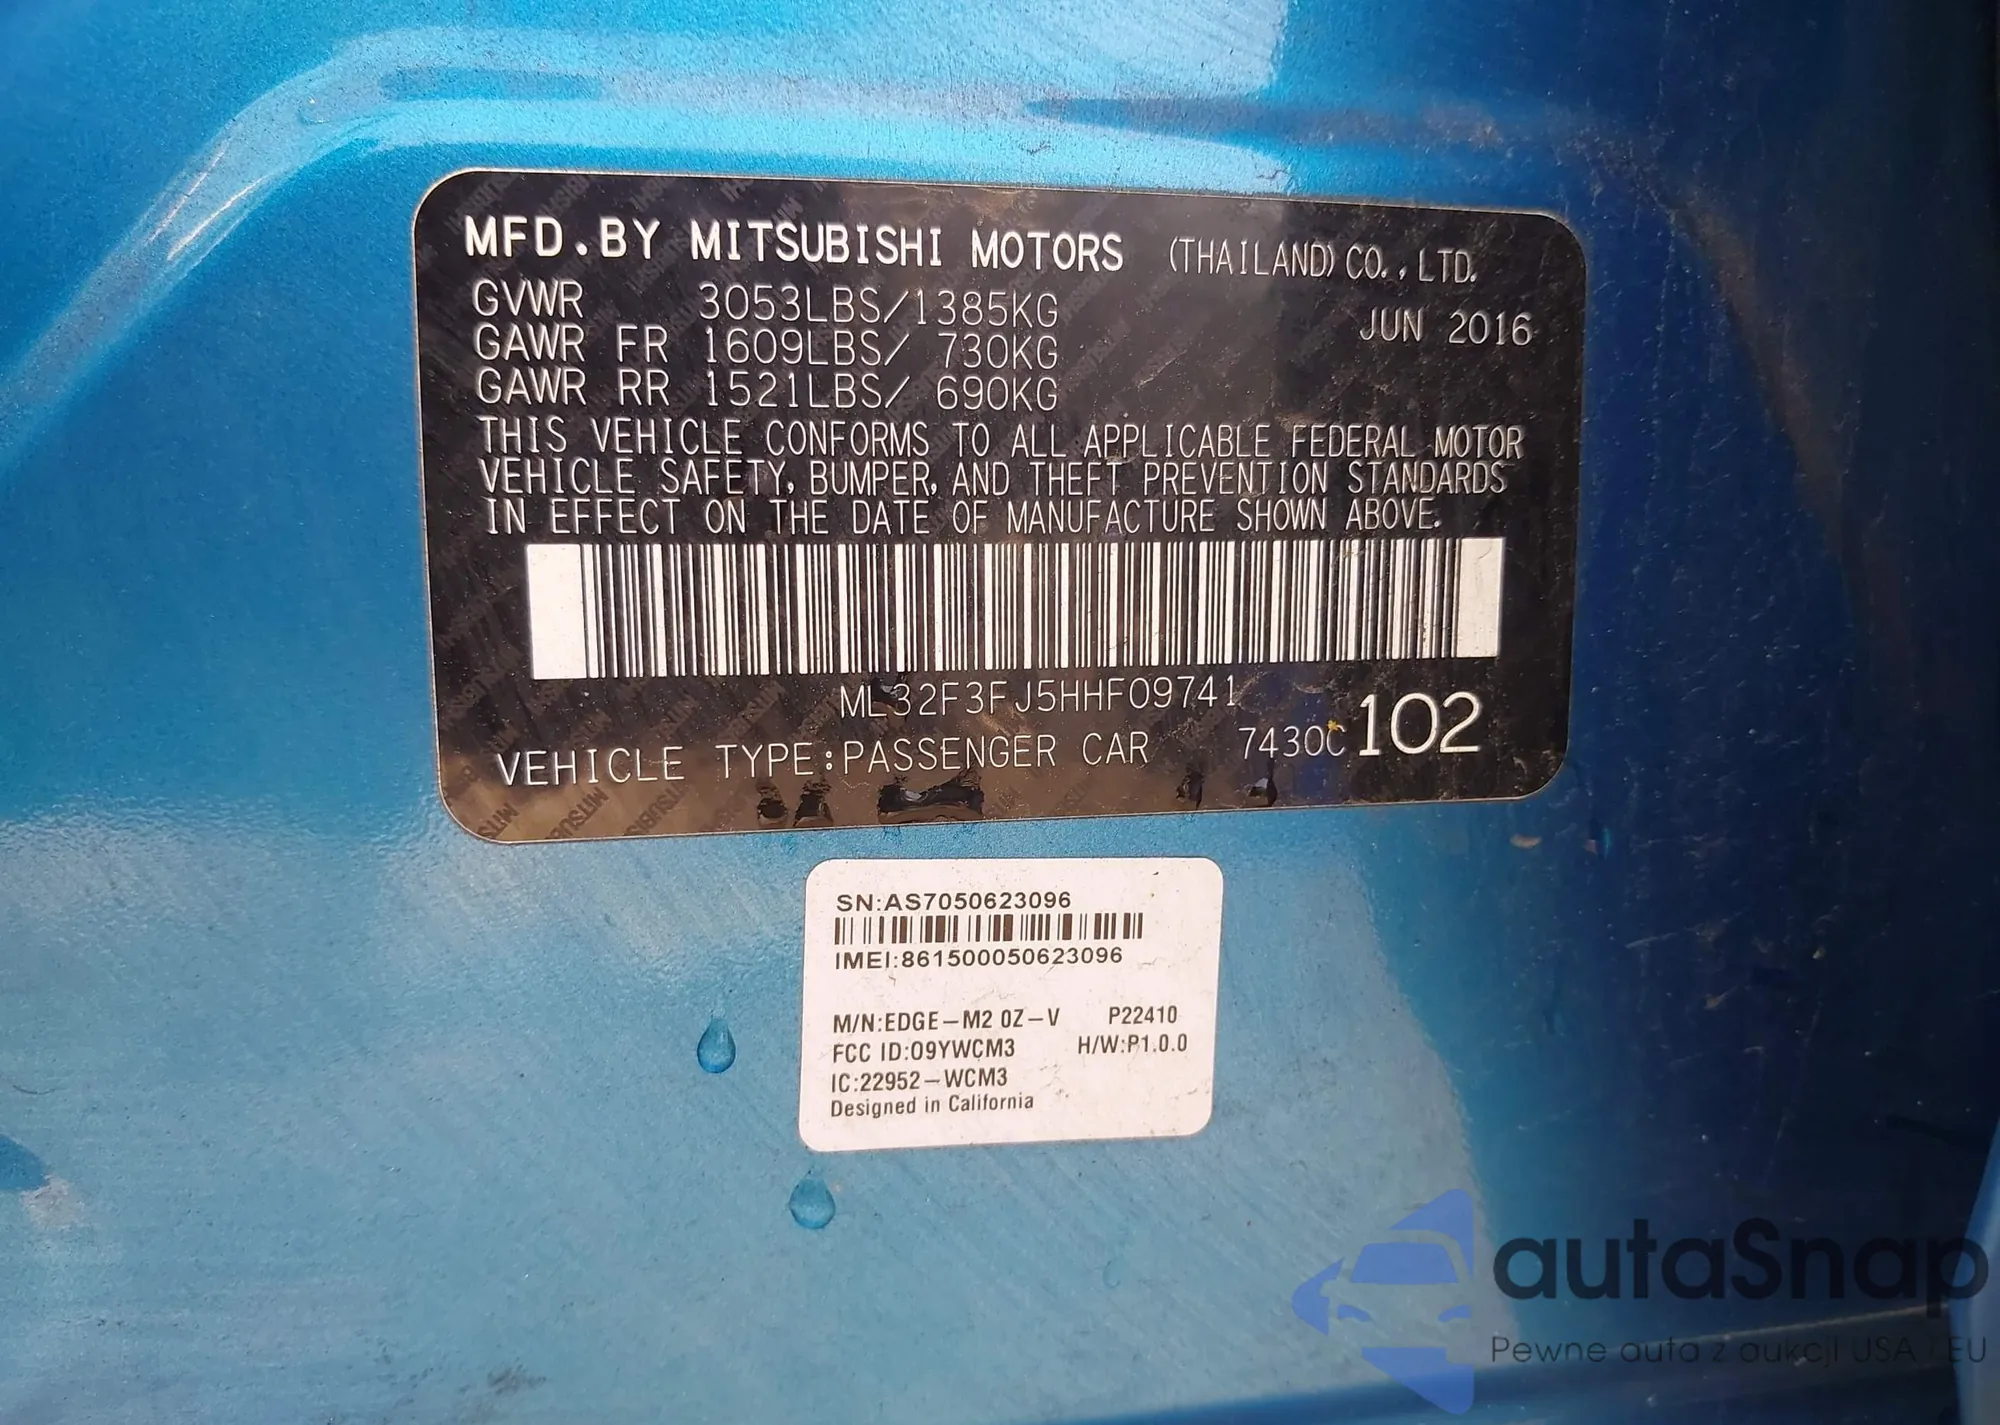 MFD.BY MITSUBISHI MOTORS (THAILAND) CO., LTD.
GVWR 3053LBS/1385KG JUN 2016
GAWR FR 1609LBS/ 730KG
GAWR RR 1521LBS/ 690KG
THIS VEHICLE CONFORMS TO ALL APPLICABLE FEDERAL MOTOR
VEHICLE SAFETY, BUMPER, AND THEFT PREVENTION STANDARDS
IN EFFECT ON THE DATE OF MANUFACTURE SHOWN ABOVE.
ML32F3FJ5HHF09741
VEHICLE TYPE:PASSENGER CAR 7430C 102
SN:AS7050623096
IMEI:861500050623096
M/N:EDGE-M2 0Z-V P22410
FCC ID:O9YWCM3 H/W:P1.0.0
IC:22952-WCM3
Designed in California
autaSnap
Pewne auta z aukcji USA i EU